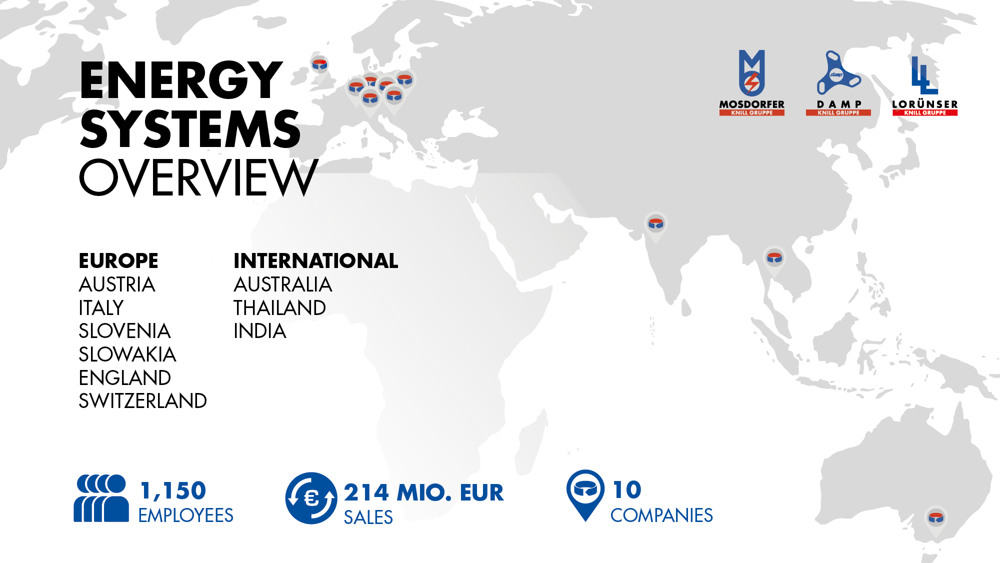 ENERGY
SYSTEMS
OVERVIEW
MOSDORFER
KNILL GRUPPE
damp
DAMP
KNILL GRUPPE
LORÜNSER
KNILL GRUPPE
EUROPE
AUSTRIA
ITALY
SLOVENIA
SLOWAKIA
ENGLAND
SWITZERLAND
INTERNATIONAL
AUSTRALIA
THAILAND
INDIA
1,150
EMPLOYEES
€
214 MIO. EUR
SALES
10
COMPANIES